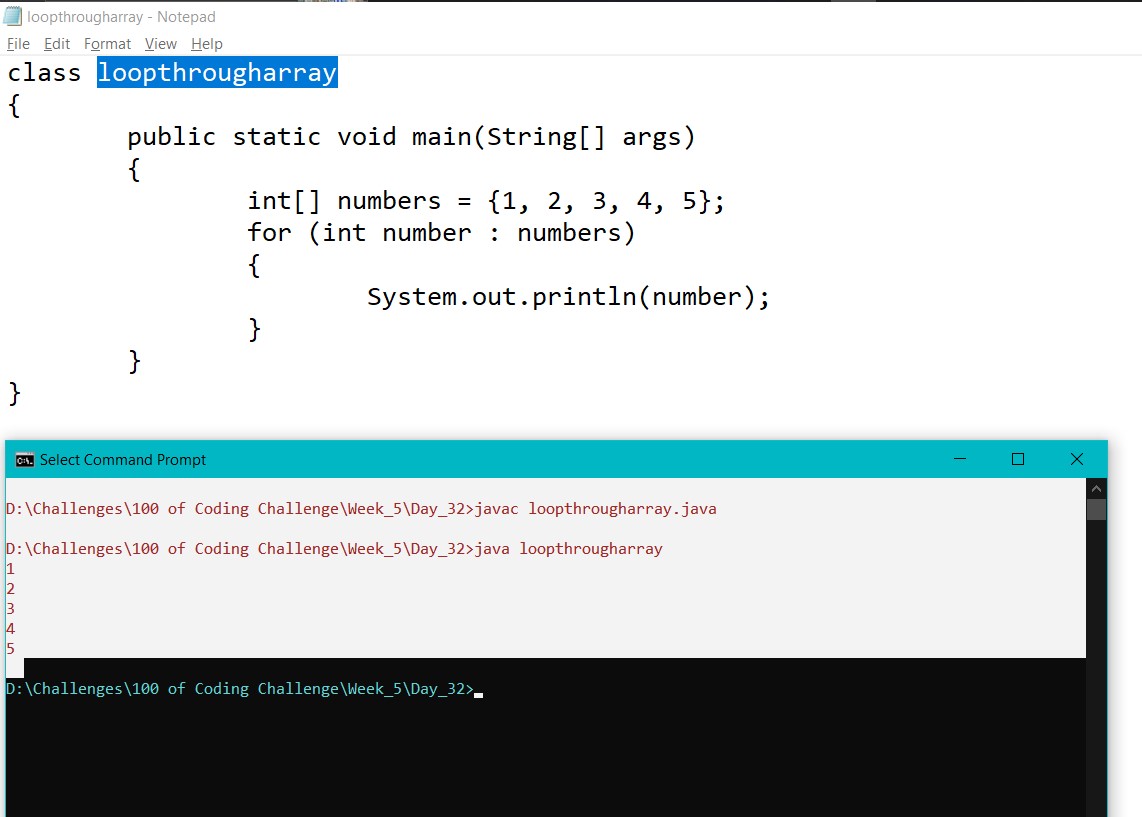 loopthrougharray - Notepad
File Edit Format View Help
class loopthrougharray
{
        public static void main(String[] args)
        {
                int[] numbers = {1, 2, 3, 4, 5};
                for (int number : numbers)
                {
                        System.out.println(number);
                }
        }
}
Select Command Prompt
D:\Challenges\100 of Coding Challenge\Week_5\Day_32>javac loopthrougharray.java
D:\Challenges\100 of Coding Challenge\Week_5\Day_32>java loopthrougharray
1
2
3
4
5
D:\Challenges\100 of Coding Challenge\Week_5\Day_32>